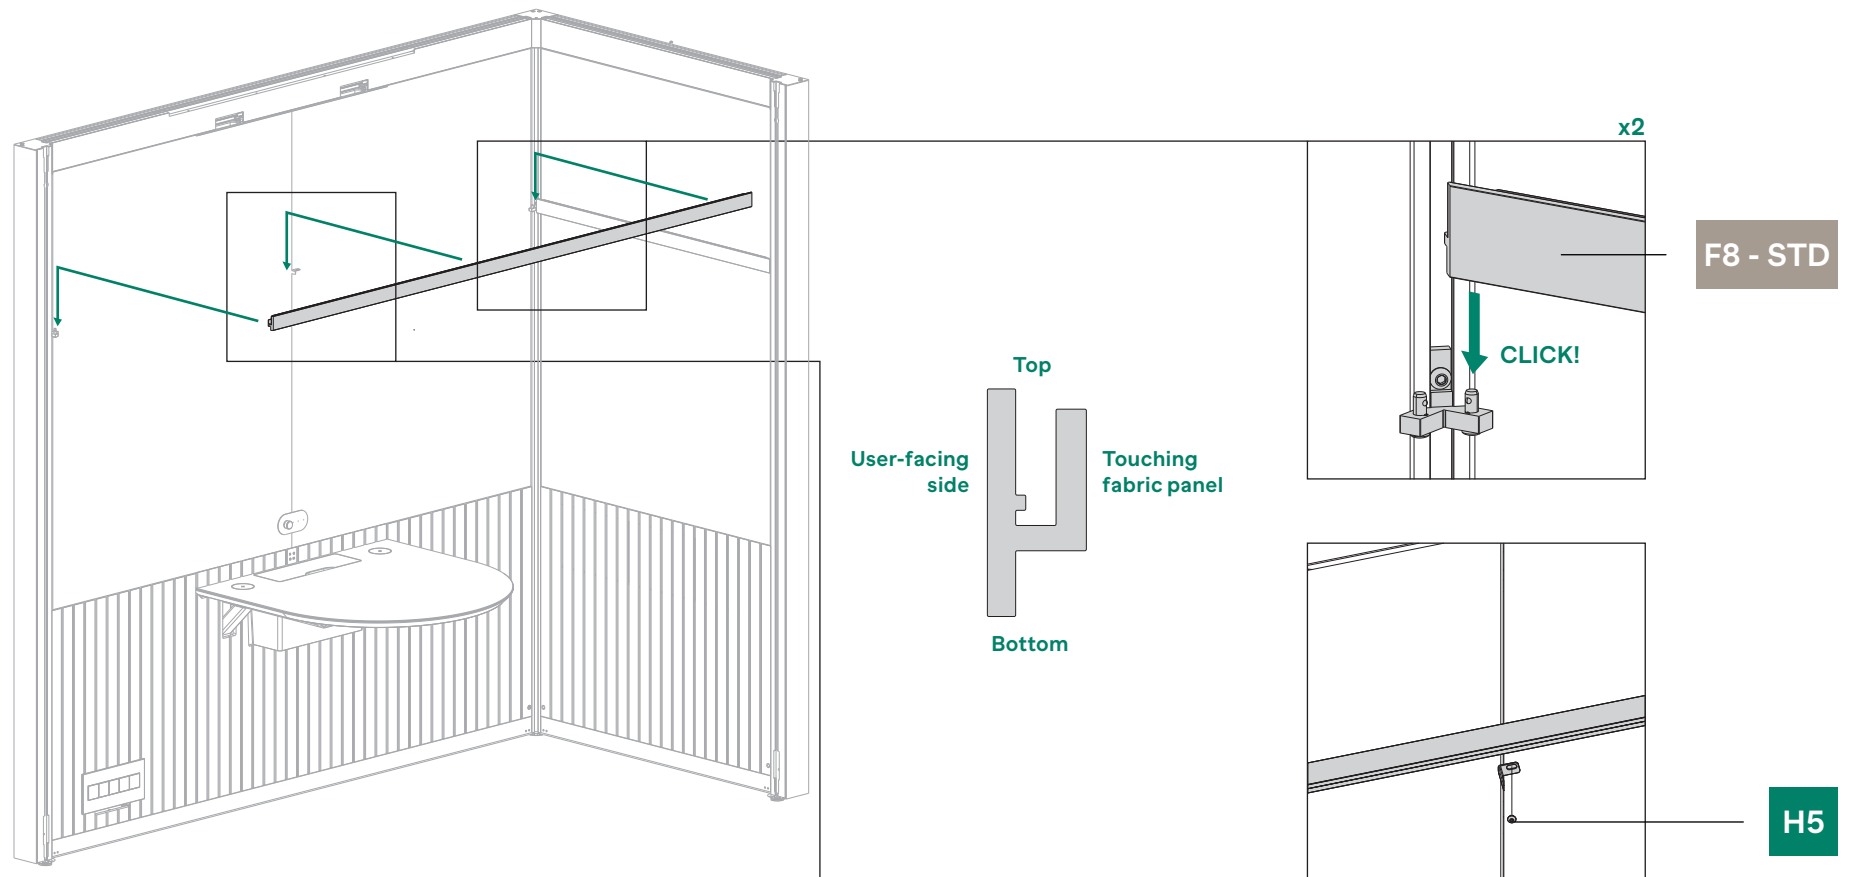 x2
F8 - STD
CLICK!
Top
User-facing
side
Touching
fabric panel
Bottom
H5